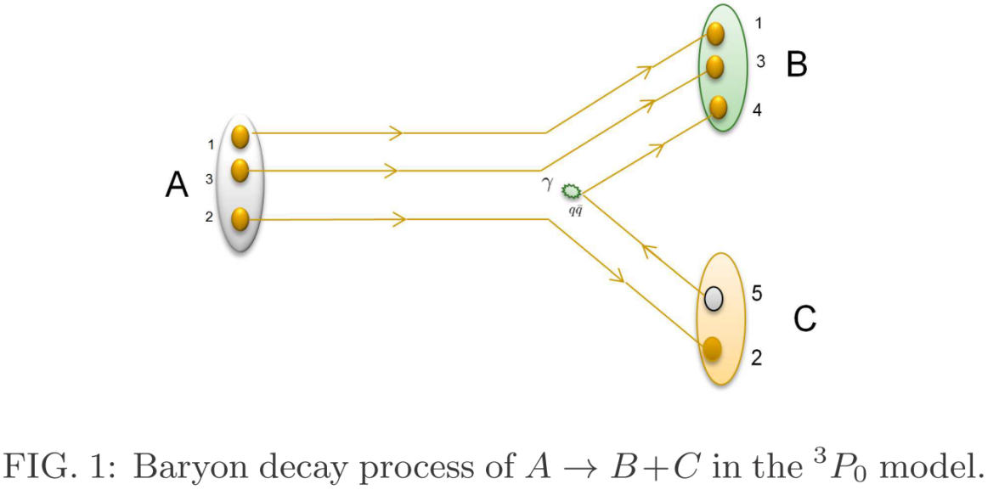 1
3
B
4
A
1
3
2
γ
qq̄
5
C
2
FIG. 1: Baryon decay process of A → B+C in the ³P₀ model.